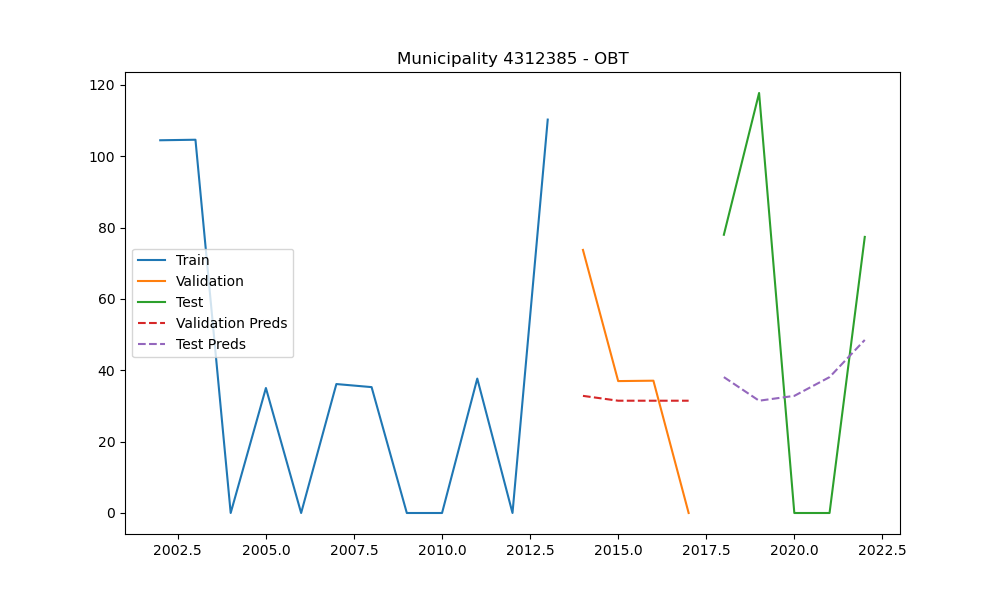 Municipality 4312385 - OBT
120
100
80
60
40
20
0
Train
Validation
Test
Validation Preds
Test Preds
2002.5 2005.0 2007.5 2010.0 2012.5 2015.0 2017.5 2020.0 2022.5